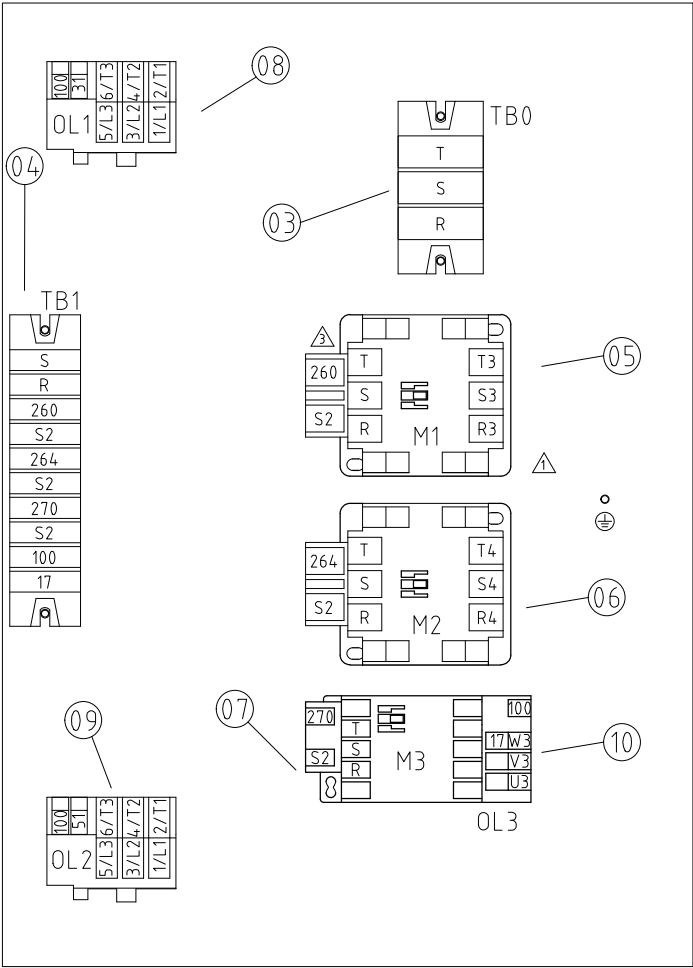 08
100
31
5/L3 6/T3
3/L2 4/T2
1/L1 2/T1
OL1
TB0
T
S
R
03
04
TB1
S
R
260
S2
264
S2
270
S2
100
17
3
260
S2
T
S
R
M1
T3
S3
R3
05
1
264
S2
T
S
R
M2
T4
S4
R4
06
07
270
S2
T
S
R
M3
100
17 W3
V3
U3
10
OL3
09
100
51
5/L3 6/T3
3/L2 4/T2
1/L1 2/T1
OL2